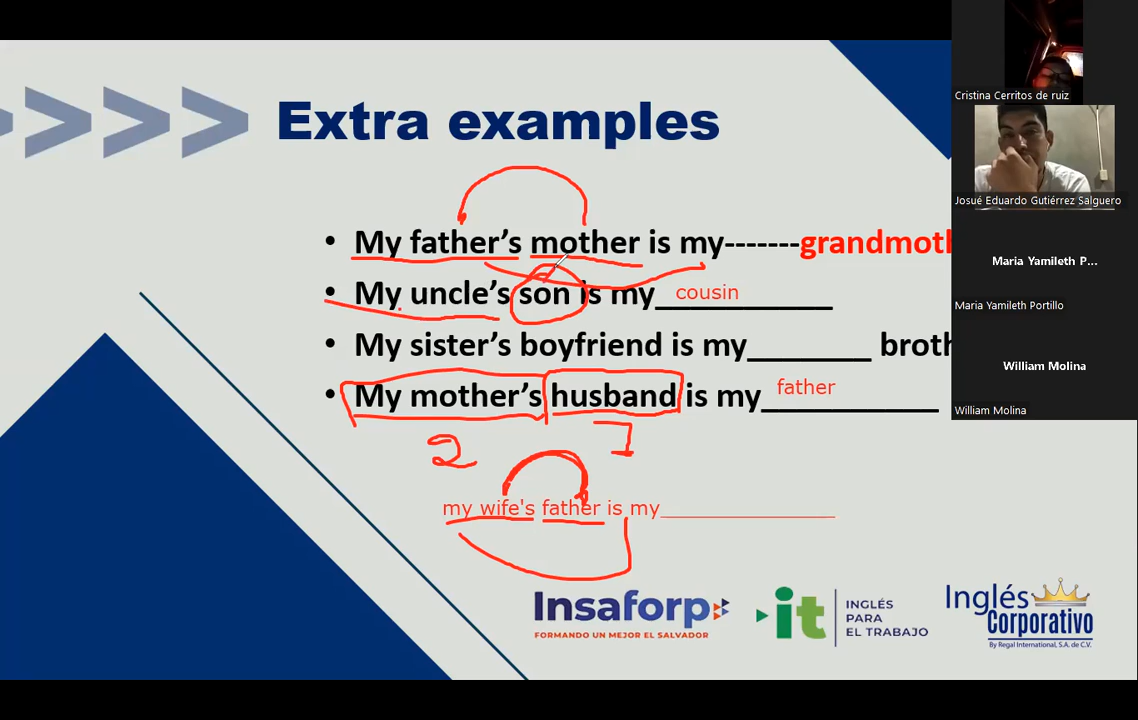 Extra examples
• My father's mother is my-------grandmoth
• My uncle's son is my cousin____________
• My sister's boyfriend is my________ broth
• My mother's husband is my father____________
2 1
my wife's father is my________________
Insaforp
FORMANDO UN MEJOR EL SALVADOR
it
INGLÉS
PARA
EL TRABAJO
Inglés
Corporativo
By Regal International, S.A. de C.V.
Cristina Cerritos de ruiz
Josué Eduardo Gutiérrez Salguero
Maria Yamileth P...
Maria Yamileth Portillo
William Molina
William Molina